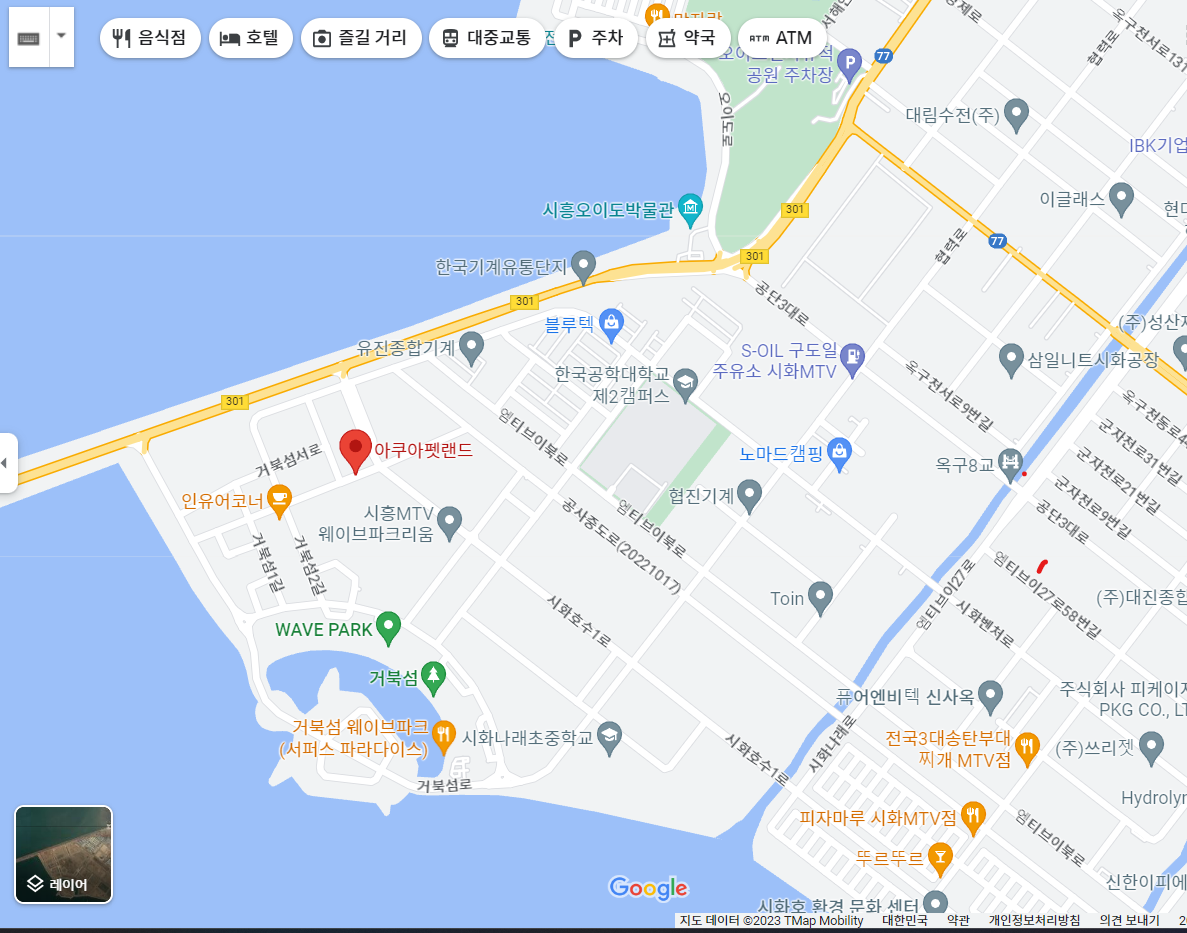 음식점
호텔
즐길 거리
대중교통
주차
약국
ATM
ATM
공원 주차장
77
오이도로
협력로
옥구천서로131
대림수전(주)
IBK기업
이글래스
시흥오이도박물관
301
협력로
77
한국기계유통단지
301
301
공단3대로
블루텍
(주)성산
유진종합기계
S-OIL 구도일
주유소 시화MTV
삼일니트시화공장
한국공학대학교
제2캠퍼스
옥구천서로9번길
301
엠티브이북로
옥구천동로
군자천로31번길
아쿠아펫랜드
거북섬서로
노마드캠핑
옥구8교
군자천로21번길
인유어코너
협진기계
군자천로9번길
시흥MTV
웨이브파크리움
엠티브이북로
공사중도로(20221017)
공단3대로
거북섬1길
거북섬2길
엠티브이27로
엠티브이27로58번길
Toin
(주)대진종합
시화호수1로
시화벤처로
WAVE PARK
거북섬
퓨어엔비텍 신사옥
주식회사 피케이지
PKG CO., LT
거북섬 웨이브파크
(서퍼스 파라다이스)
시화나래초중학교
시화호수1로
시화나래로
전국3대송탄부대
찌개 MTV점
(주)쓰리젯
거북섬로
Hydrolyn
피자마루 시화MTV점
엠티브이북로
뚜르뚜르
레이어
Google
신한이피에
시화호 환경 문화 센터
지도 데이터 ©2023 TMap Mobility
대한민국
약관
개인정보처리방침
의견 보내기